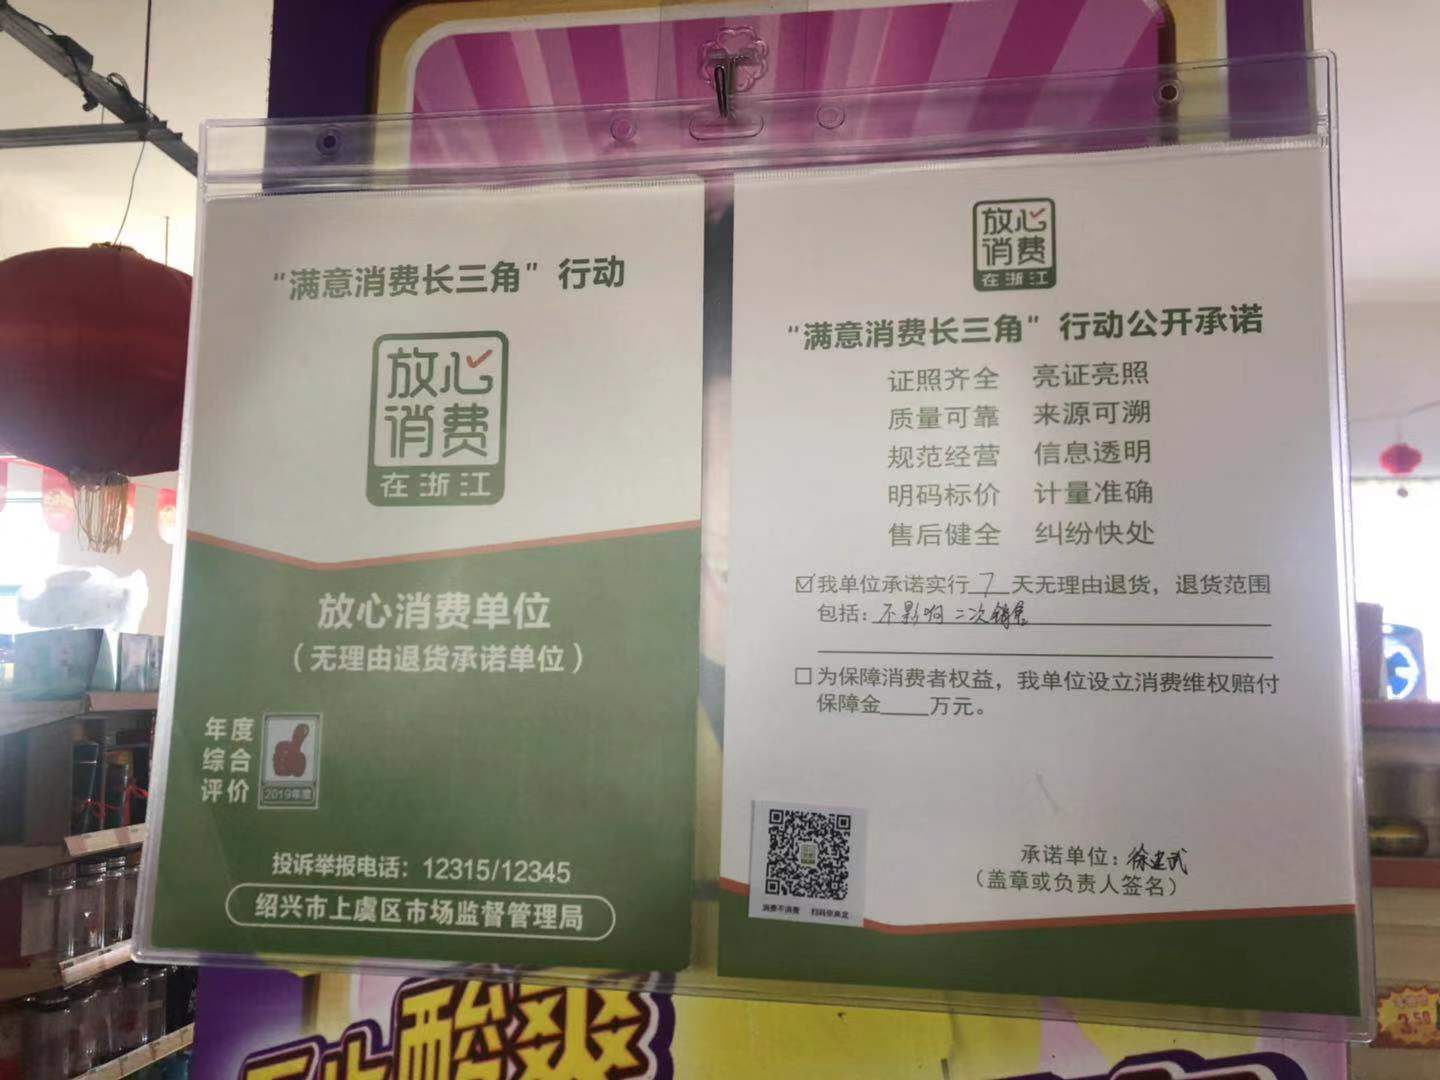 “满意消费长三角”行动
放心
消费
在浙江
放心消费单位
（无理由退货承诺单位）
年度
综合
评价
2019年度
投诉举报电话：12315/12345
绍兴市上虞区市场监督管理局
放心
消费
在浙江
“满意消费长三角”行动公开承诺
证照齐全 亮证亮照
质量可靠 来源可溯
规范经营 信息透明
明码标价 计量准确
售后健全 纠纷快处
☑我单位承诺实行 7 天无理由退货，退货范围
包括：不影响二次销售
☐为保障消费者权益，我单位设立消费维权赔付
保障金____万元。
承诺单位：徐建武
（盖章或负责人签名）
酸爽
3.50